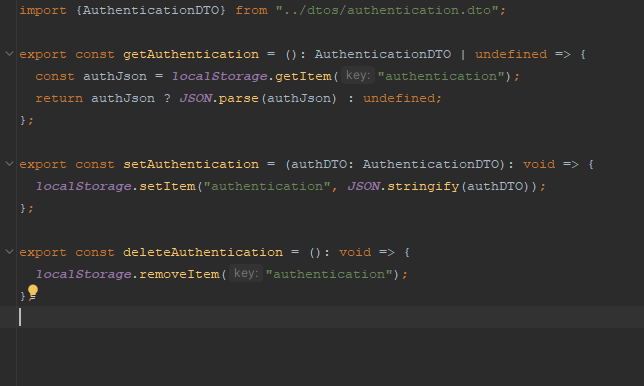 import {AuthenticationDTO} from "../dtos/authentication.dto";
export const getAuthentication = (): AuthenticationDTO | undefined => {
  const authJson = localStorage.getItem( key: "authentication");
  return authJson ? JSON.parse(authJson) : undefined;
};
export const setAuthentication = (authDTO: AuthenticationDTO): void => {
  localStorage.setItem("authentication", JSON.stringify(authDTO));
};
export const deleteAuthentication = (): void => {
  localStorage.removeItem( key: "authentication");
}